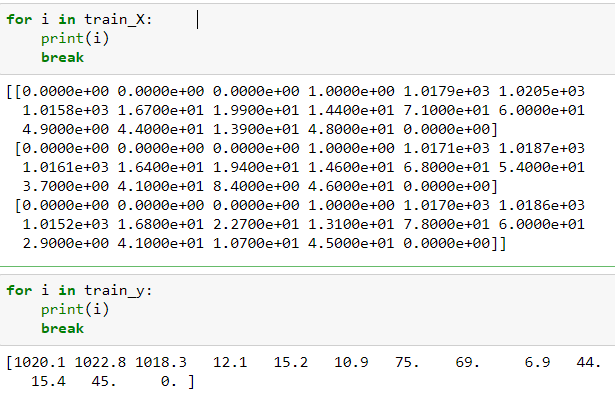 for i in train_X:
    print(i)
    break
[[0.0000e+00 0.0000e+00 0.0000e+00 1.0000e+00 1.0179e+03 1.0205e+03
  1.0158e+03 1.6700e+01 1.9900e+01 1.4400e+01 7.1000e+01 6.0000e+01
  4.9000e+00 4.4000e+01 1.3900e+01 4.8000e+01 0.0000e+00]
 [0.0000e+00 0.0000e+00 0.0000e+00 1.0000e+00 1.0171e+03 1.0187e+03
  1.0161e+03 1.6400e+01 1.9400e+01 1.4600e+01 6.8000e+01 5.4000e+01
  3.7000e+00 4.1000e+01 8.4000e+00 4.6000e+01 0.0000e+00]
 [0.0000e+00 0.0000e+00 0.0000e+00 1.0000e+00 1.0170e+03 1.0186e+03
  1.0152e+03 1.6800e+01 2.2700e+01 1.3100e+01 7.8000e+01 6.0000e+01
  2.9000e+00 4.1000e+01 1.0700e+01 4.5000e+01 0.0000e+00]]
for i in train_y:
    print(i)
    break
[1020.1 1022.8 1018.3   12.1   15.2   10.9   75.    69.     6.9   44.
   15.4   45.     0. ]